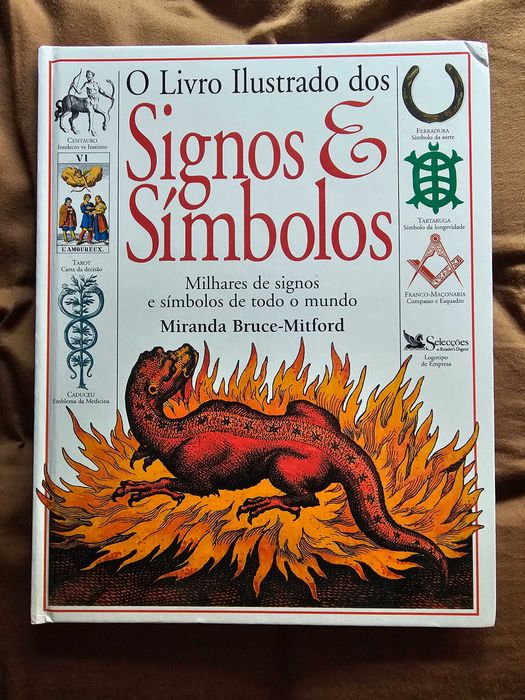 O Livro Ilustrado dos
Signos &
Símbolos
Milhares de signos
e símbolos de todo o mundo
Miranda Bruce-Mitford
CENTAURO
Intelecto vs Instinto
VI
L'AMOUREUX.
TAROT
Carta da decisão
CADUCEU
Emblema da Medicina
FERRADURA
Símbolo da sorte
TARTARUGA
Símbolo da longevidade
FRANCO-MAÇONARIA
Compasso e Esquadro
Selecções
do Reader's Digest
Logotipo
de Empresa